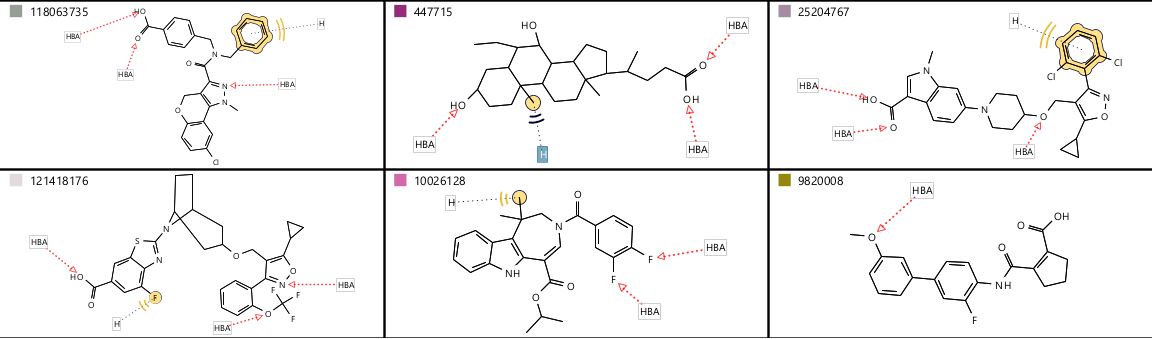 118063735
HO
O
HBA
HBA
H
N
O
N
N
HBA
O
Cl
447715
HO
HBA
O
HO
OH
HBA
HBA
H
25204767
H
N
Cl
Cl
HBA
HO
O
HBA
N
O
N
O
HBA
121418176
HBA
N
S
N
HO
O
F
H
O
O
N
F
F
F
O
HBA
HBA
10026128
H
O
N
HBA
F
F
HBA
NH
O
O
9820008
HBA
O
O
OH
O
NH
F